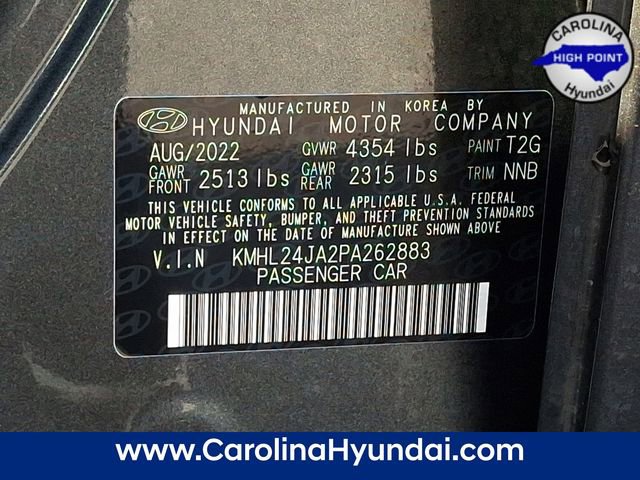 CAROLINA
HIGH POINT
Hyundai
MANUFACTURED IN KOREA BY
HYUNDAI MOTOR COMPANY
AUG/2022 GVWR 4354 lbs PAINT T2G
GAWR FRONT 2513 lbs GAWR REAR 2315 lbs TRIM NNB
THIS VEHICLE CONFORMS TO ALL APPLICABLE U.S.A. FEDERAL
MOTOR VEHICLE SAFETY, BUMPER, AND THEFT PREVENTION STANDARDS
IN EFFECT ON THE DATE OF MANUFACTURE SHOWN ABOVE
V.I.N KMHL24JA2PA262883
PASSENGER CAR
www.CarolinaHyundai.com